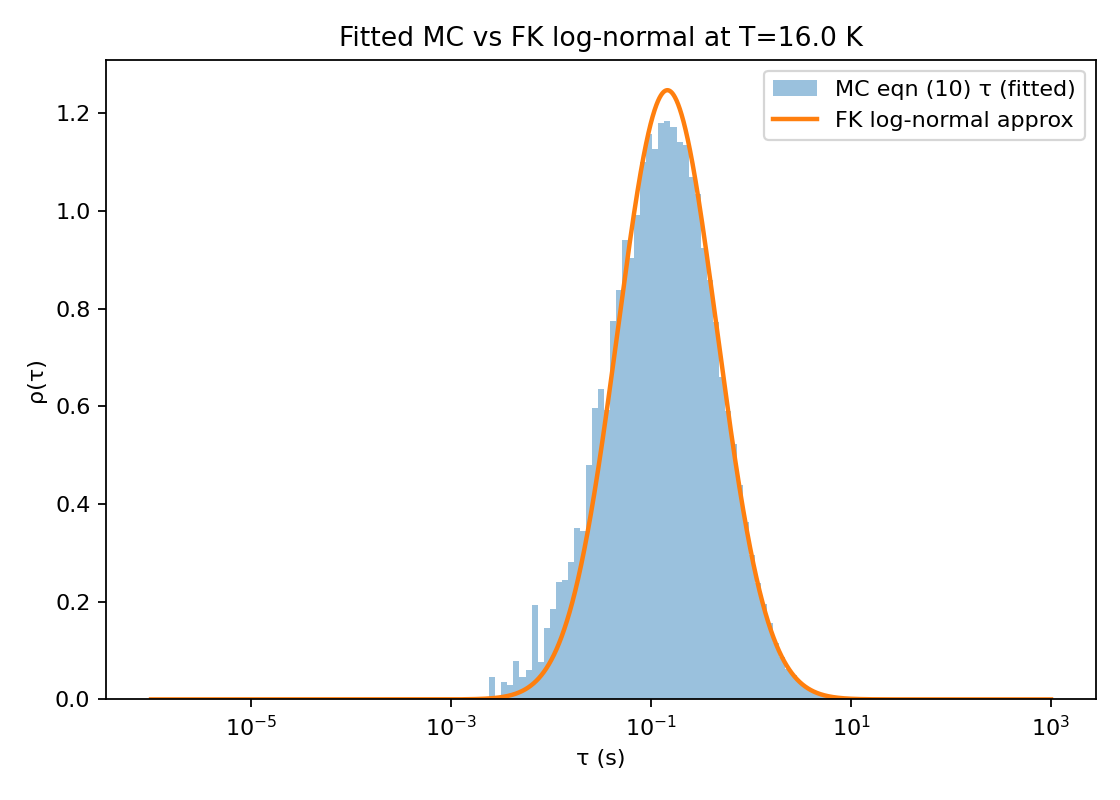 Fitted MC vs FK log-normal at T=16.0 K
MC eqn (10) τ (fitted)
FK log-normal approx
ρ(τ)
1.2
1.0
0.8
0.6
0.4
0.2
0.0
10⁻⁵
10⁻³
10⁻¹
10¹
10³
τ (s)